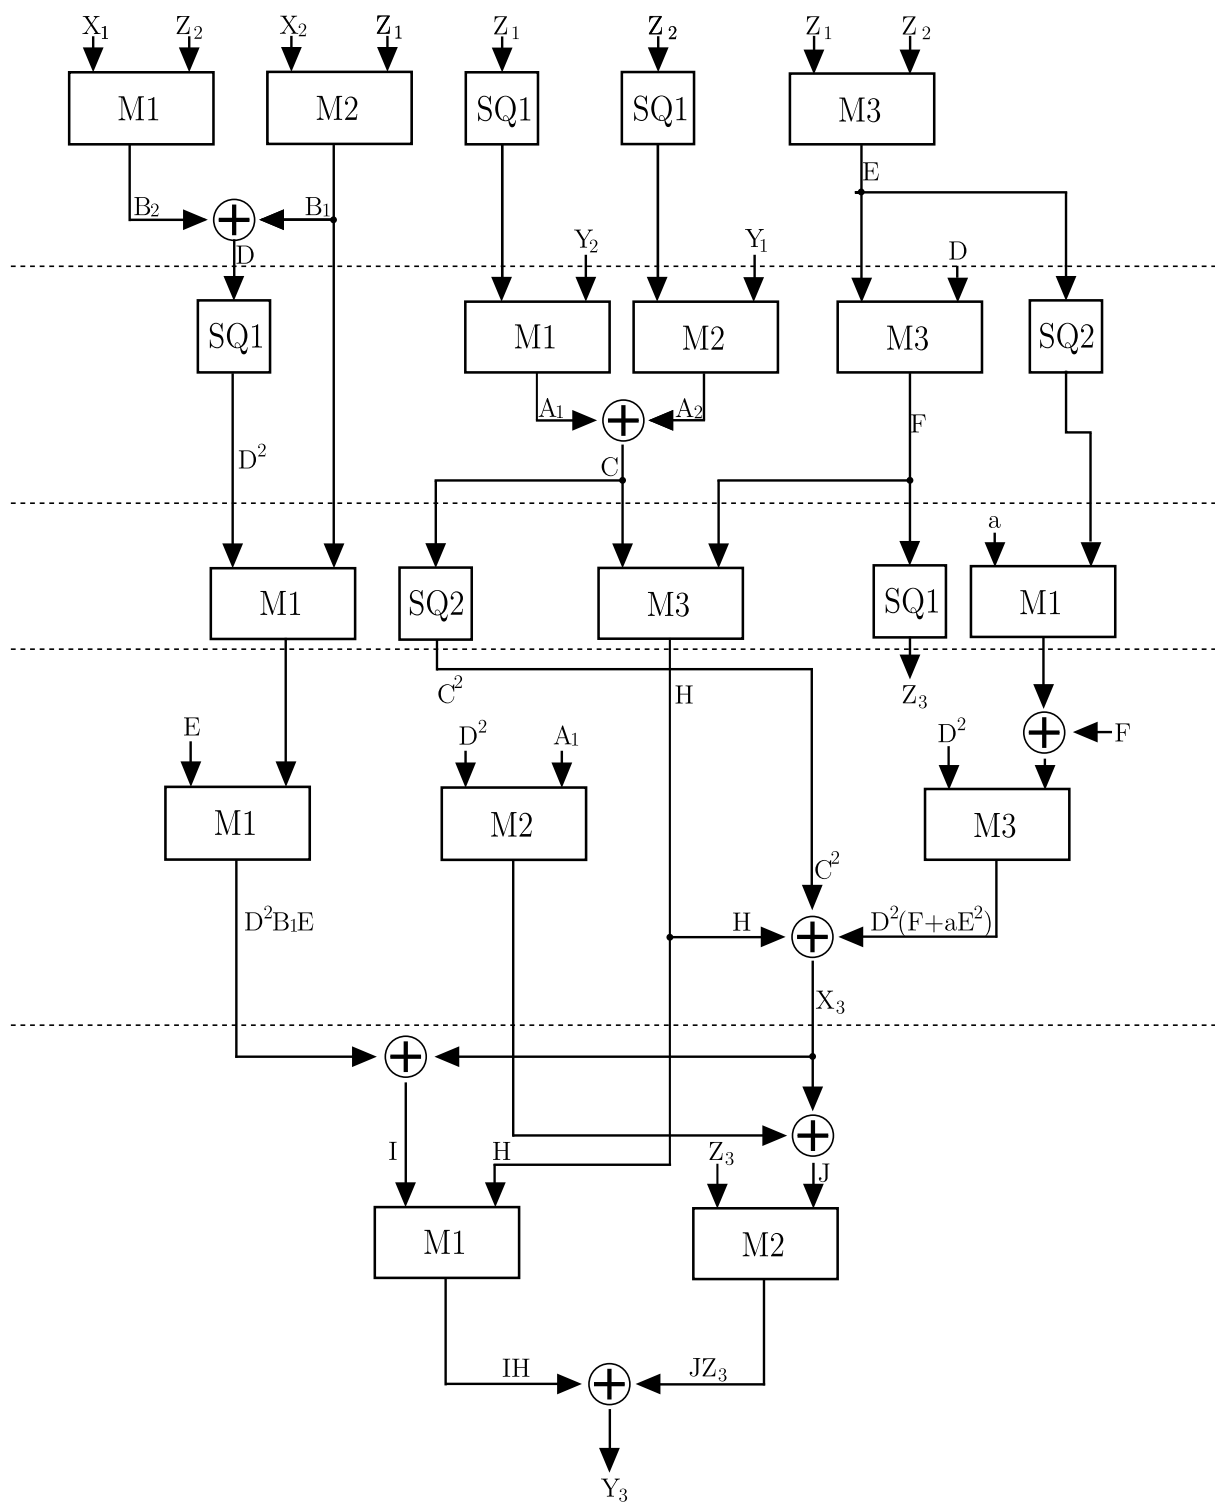 X₁ Z₂ X₂ Z₁ Z₁ Z₂ Z₁ Z₂
M1 M2 SQ1 SQ1 M3
E
B₂ B₁
Y₂ Y₁
D D
SQ1 M1 M2 M3 SQ2
A₁ A₂ F
D² C
a
M1 SQ2 M3 SQ1 M1
C² H Z₃
E D² A₁ D² F
M1 M2 M3
C²
D²B₁E H D²(F+aE²)
X₃
I H Z₃ J
M1 M2
IH JZ₃
Y₃